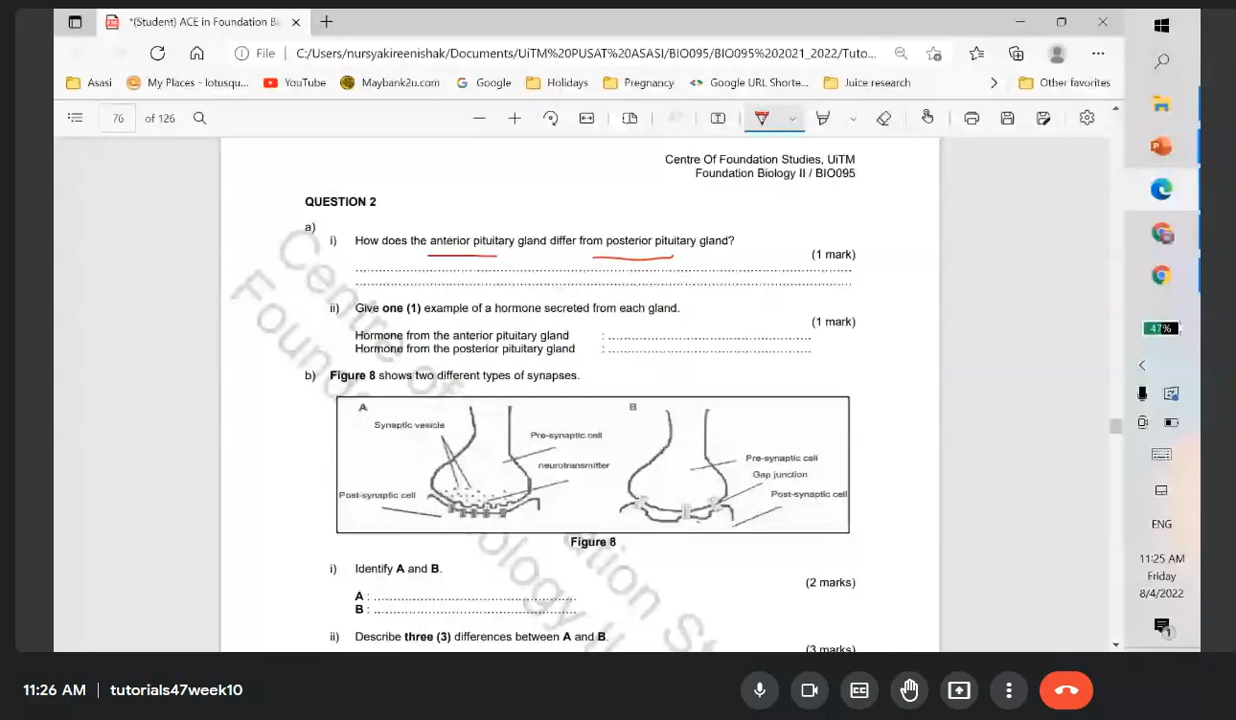 *(Student) ACE in Foundation Bi
File C:/Users/nursyakireenishak/Documents/UiTM%20PUSAT%20ASASI/BIO095/BIO095%202021_2022/Tuto...
Asasi My Places - lotusqu... YouTube Maybank2u.com Google Holidays Pregnancy Google URL Shorte... Juice research Other favorites
76 of 126
Centre Of Foundation Studies, UiTM
Foundation Biology II / BIO095
QUESTION 2
a)
i) How does the anterior pituitary gland differ from posterior pituitary gland?
(1 mark)
ii) Give one (1) example of a hormone secreted from each gland.
(1 mark)
Hormone from the anterior pituitary gland :
Hormone from the posterior pituitary gland :
b) Figure 8 shows two different types of synapses.
A
Synaptic vesicle
Pre-synaptic cell
neurotransmitter
Post-synaptic cell
B
Pre-synaptic cell
Gap junction
Post-synaptic cell
Figure 8
i) Identify A and B.
(2 marks)
A :
B :
ii) Describe three (3) differences between A and B.
(3 marks)
47%
ENG
11:25 AM
Friday
8/4/2022
1
11:26 AM | tutorials47week10